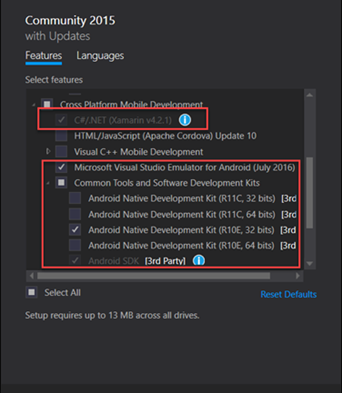 Community 2015
with Updates
Features Languages
Select features
Cross Platform Mobile Development
C#/.NET (Xamarin v4.2.1)
HTML/JavaScript (Apache Cordova) Update 10
Visual C++ Mobile Development
Microsoft Visual Studio Emulator for Android (July 2016)
Common Tools and Software Development Kits
Android Native Development Kit (R11C, 32 bits) [3rd
Android Native Development Kit (R11C, 64 bits) [3rd
Android Native Development Kit (R10E, 32 bits) [3rd
Android Native Development Kit (R10E, 64 bits) [3rd
Android SDK [3rd Party]
Select All Reset Defaults
Setup requires up to 13 MB across all drives.